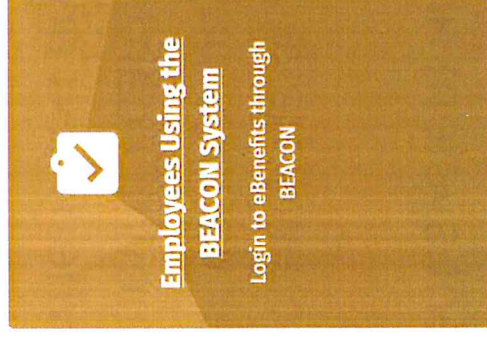 Employees Using the
BEACON System
Login to eBenefits through
BEACON